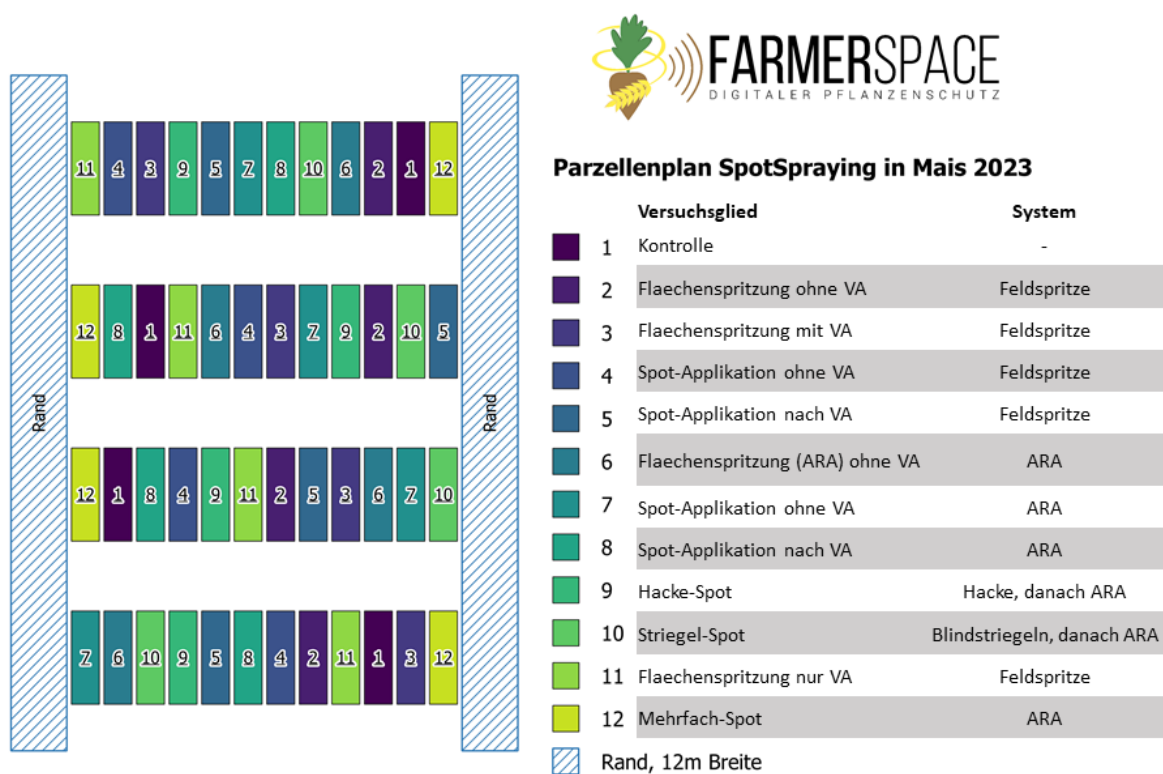 FARMERSPACE
DIGITALER PFLANZENSCHUTZ
Parzellenplan SpotSpraying in Mais 2023
Versuchsglied System
1 Kontrolle -
2 Flaechenspritzung ohne VA Feldspritze
3 Flaechenspritzung mit VA Feldspritze
4 Spot-Applikation ohne VA Feldspritze
5 Spot-Applikation nach VA Feldspritze
6 Flaechenspritzung (ARA) ohne VA ARA
7 Spot-Applikation ohne VA ARA
8 Spot-Applikation nach VA ARA
9 Hacke-Spot Hacke, danach ARA
10 Striegel-Spot Blindstriegeln, danach ARA
11 Flaechenspritzung nur VA Feldspritze
12 Mehrfach-Spot ARA
Rand, 12m Breite
11 4 3 9 5 7 8 10 6 2 1 12
12 8 1 11 6 4 3 7 9 2 10 5
Rand
Rand
12 1 8 4 9 11 2 5 3 6 7 10
7 6 10 9 5 8 4 2 11 1 3 12